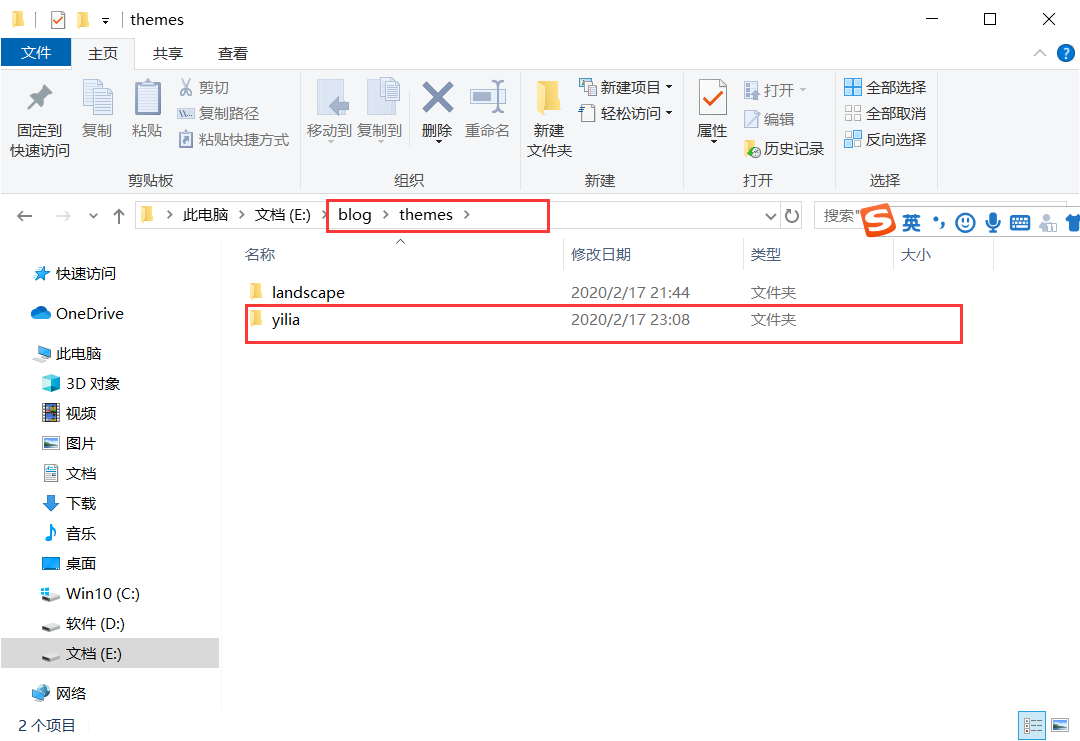 themes
文件 主页 共享 查看
固定到
快速访问
复制
粘贴
剪切
复制路径
粘贴快捷方式
剪贴板
移动到 复制到 删除 重命名
组织
新建
文件夹
新建项目
轻松访问
新建
属性
打开
编辑
历史记录
打开
全部选择
全部取消
反向选择
选择
此电脑 文档 (E:) blog themes
搜索"
英
名称 修改日期 类型 大小
landscape 2020/2/17 21:44 文件夹
yilia 2020/2/17 23:08 文件夹
快速访问
OneDrive
此电脑
3D 对象
视频
图片
文档
下载
音乐
桌面
Win10 (C:)
软件 (D:)
文档 (E:)
网络
2 个项目